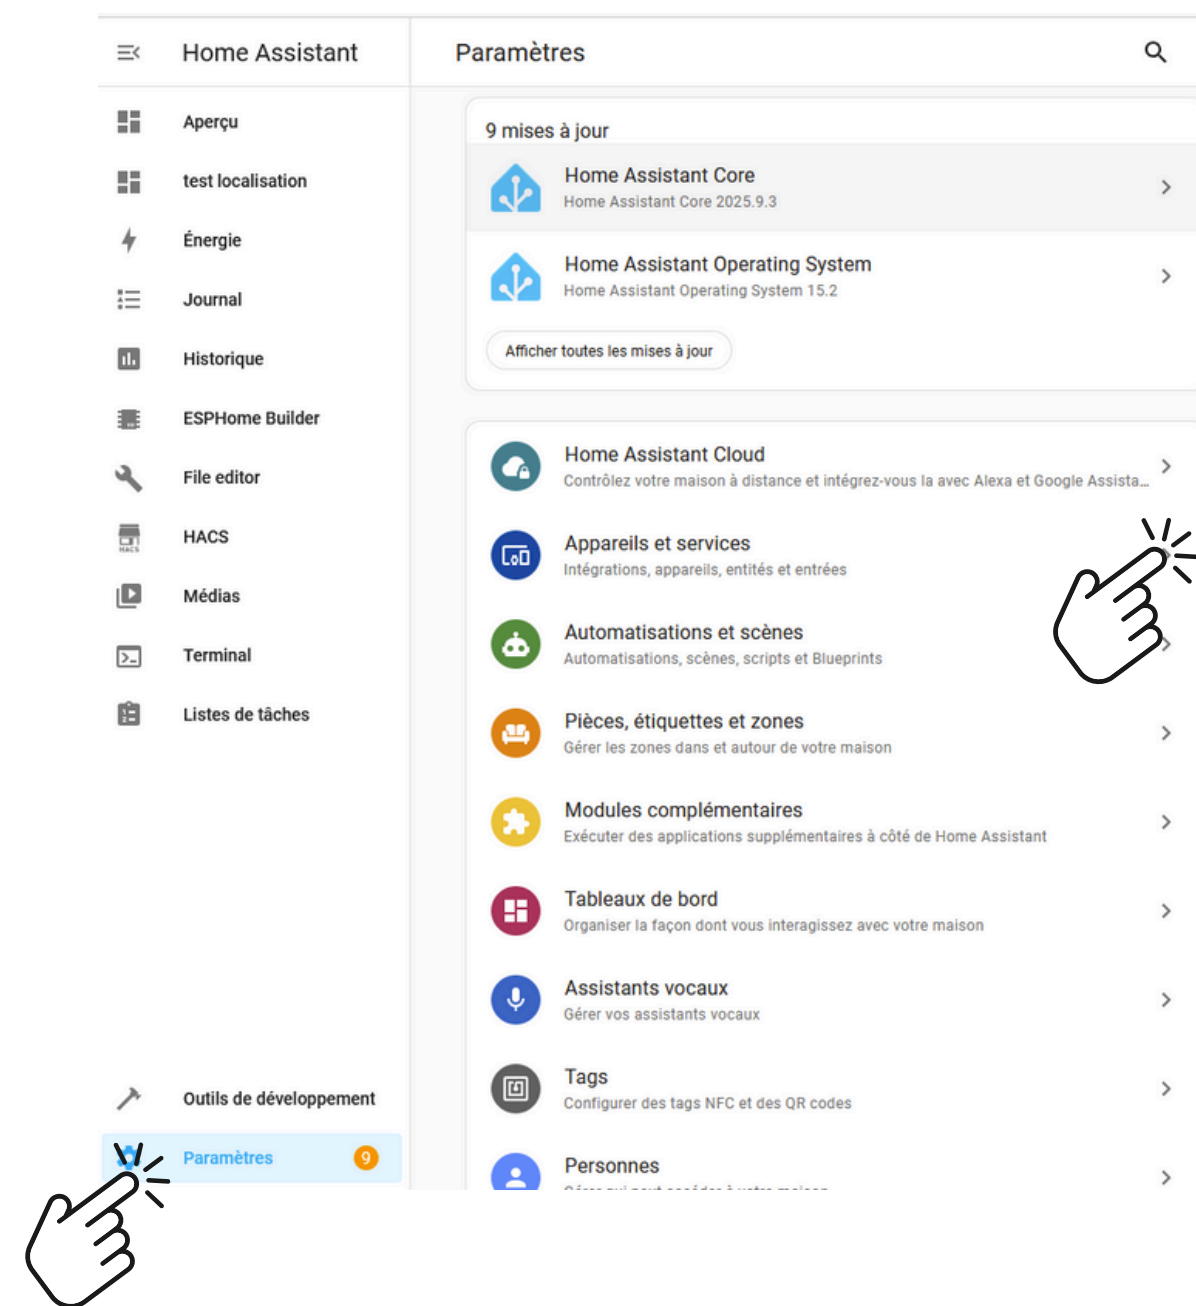 Home Assistant
Paramètres
Aperçu
test localisation
Énergie
Journal
Historique
ESPHome Builder
File editor
HACS
HACS
Médias
Terminal
Listes de tâches
Outils de développement
Paramètres
9
9 mises à jour
Home Assistant Core
Home Assistant Core 2025.9.3
Home Assistant Operating System
Home Assistant Operating System 15.2
Afficher toutes les mises à jour
Home Assistant Cloud
Contrôlez votre maison à distance et intégrez-vous la avec Alexa et Google Assista...
Appareils et services
Intégrations, appareils, entités et entrées
Automatisations et scènes
Automatisations, scènes, scripts et Blueprints
Pièces, étiquettes et zones
Gérer les zones dans et autour de votre maison
Modules complémentaires
Exécuter des applications supplémentaires à côté de Home Assistant
Tableaux de bord
Organiser la façon dont vous interagissez avec votre maison
Assistants vocaux
Gérer vos assistants vocaux
Tags
Configurer des tags NFC et des QR codes
Personnes